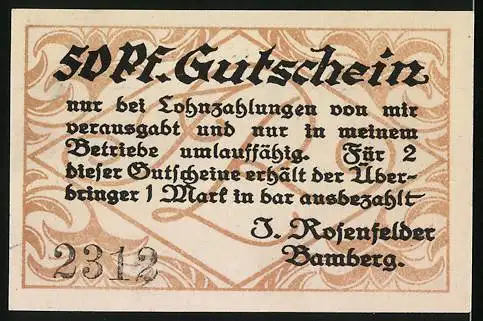 50 Pf. Gutschein
nur bei Lohnzahlungen von mir
verausgabt und nur in meinem
Betriebe umlauffähig. Für 2
dieser Gutscheine erhält der Über-
bringer 1 Mark in bar ausbezahlt
J. Rosenfelder
Bamberg.
2312